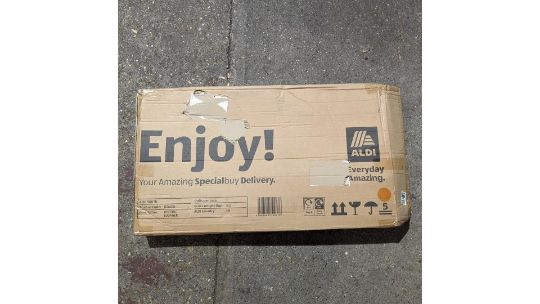 Enjoy!
ALDI
Everyday
Amazing.
Your Amazing Specialbuy Delivery.
5